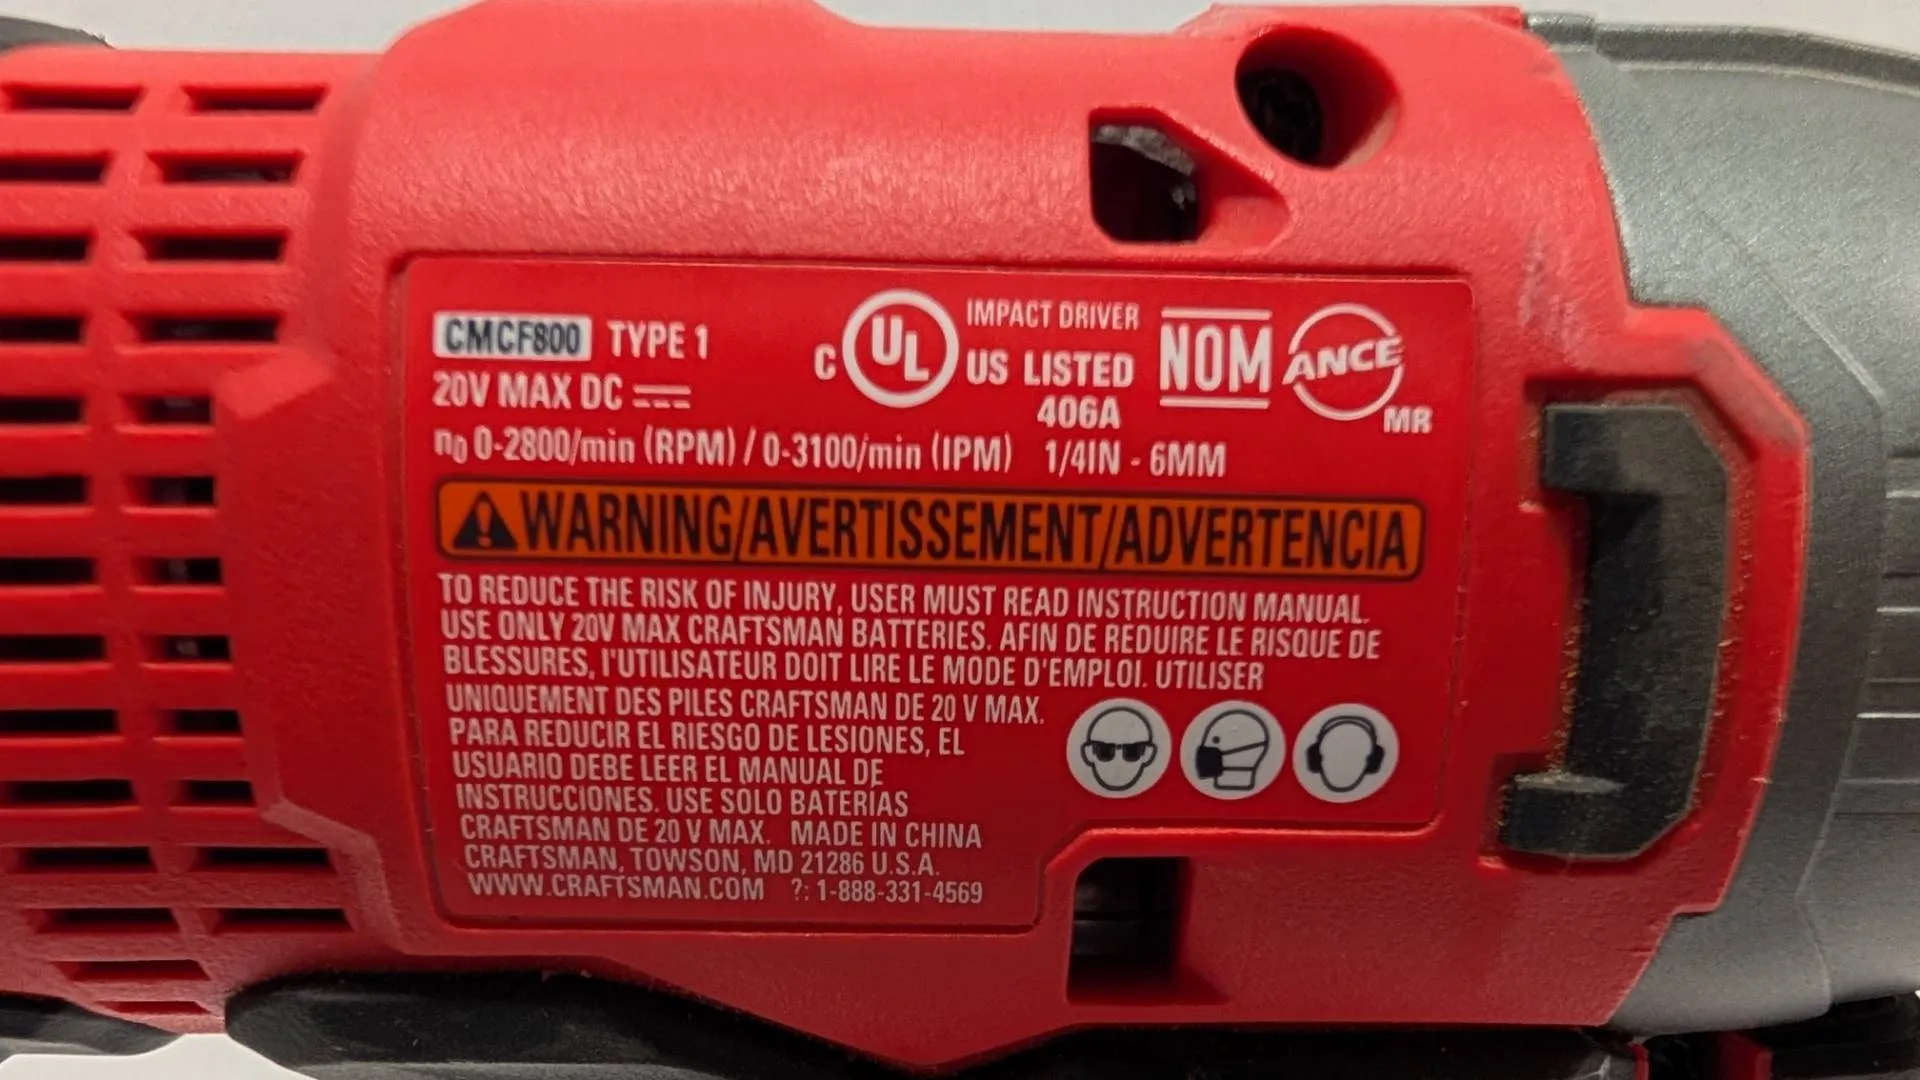 CMCF800 TYPE 1
20V MAX DC
C UL US LISTED
IMPACT DRIVER
406A
NOM
ANCE
MR
n0 0-2800/min (RPM) / 0-3100/min (IPM) 1/4IN - 6MM
WARNING/AVERTISSEMENT/ADVERTENCIA
TO REDUCE THE RISK OF INJURY, USER MUST READ INSTRUCTION MANUAL.
USE ONLY 20V MAX CRAFTSMAN BATTERIES. AFIN DE REDUIRE LE RISQUE DE
BLESSURES, I'UTILISATEUR DOIT LIRE LE MODE D'EMPLOI. UTILISER
UNIQUEMENT DES PILES CRAFTSMAN DE 20 V MAX.
PARA REDUCIR EL RIESGO DE LESIONES, EL
USUARIO DEBE LEER EL MANUAL DE
INSTRUCCIONES. USE SOLO BATERÍAS
CRAFTSMAN DE 20 V MAX. MADE IN CHINA
CRAFTSMAN, TOWSON, MD 21286 U.S.A.
WWW.CRAFTSMAN.COM ?: 1-888-331-4569